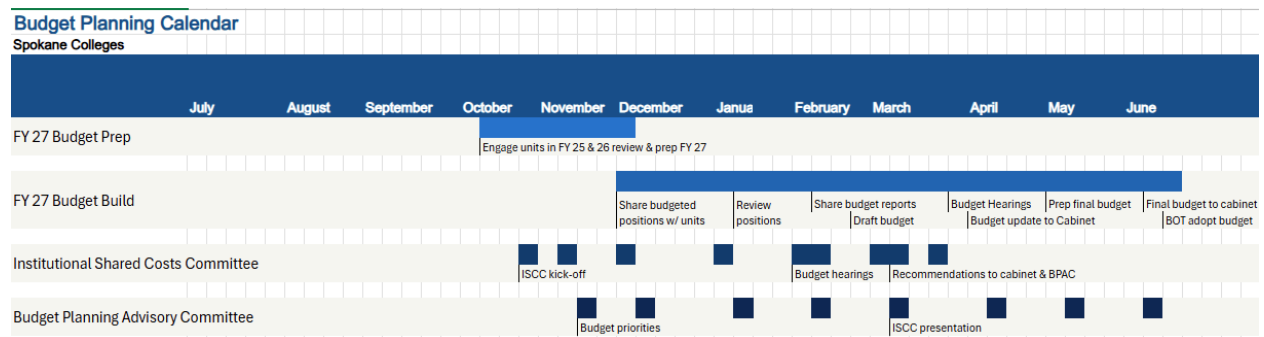 Budget Planning Calendar
Spokane Colleges
July August September October November December Janua February March April May June
FY 27 Budget Prep
Engage units in FY 25 & 26 review & prep FY 27
FY 27 Budget Build
Share budgeted
positions w/ units
Review
positions
Share budget reports
Draft budget
Budget Hearings
Budget update to Cabinet
Prep final budget
Final budget to cabinet
BOT adopt budget
Institutional Shared Costs Committee
ISCC kick-off
Budget hearings
Recommendations to cabinet & BPAC
Budget Planning Advisory Committee
Budget priorities
ISCC presentation